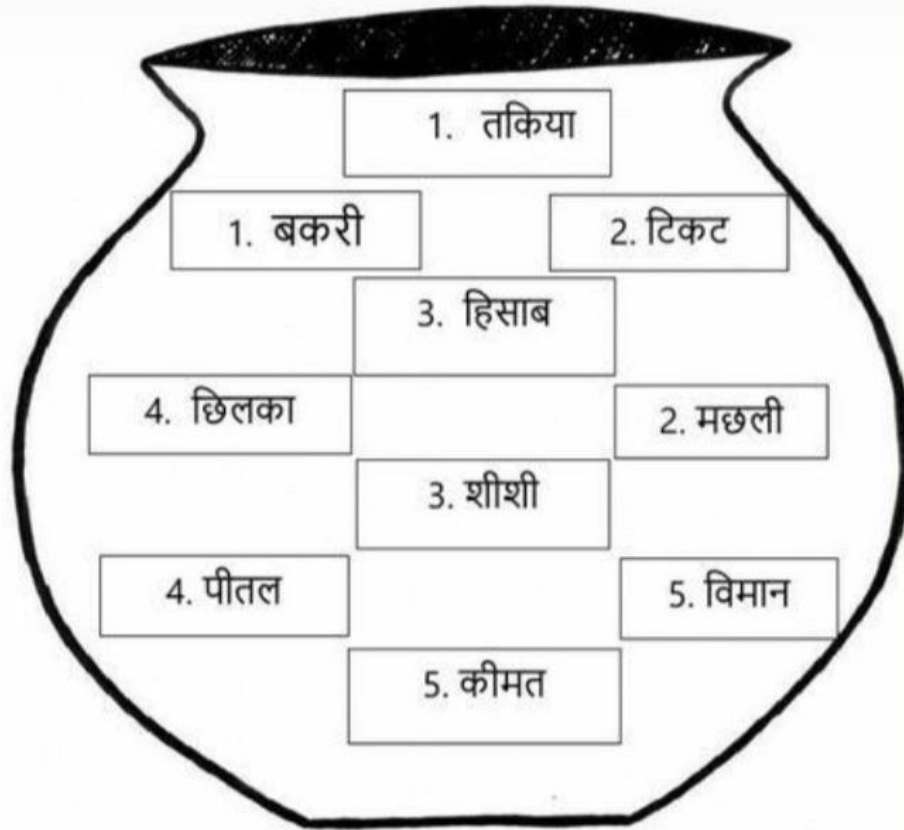 1. तकिया
1. बकरी
2. टिकट
3. हिसाब
4. छिलका
2. मछली
3. शीशी
4. पीतल
5. विमान
5. कीमत